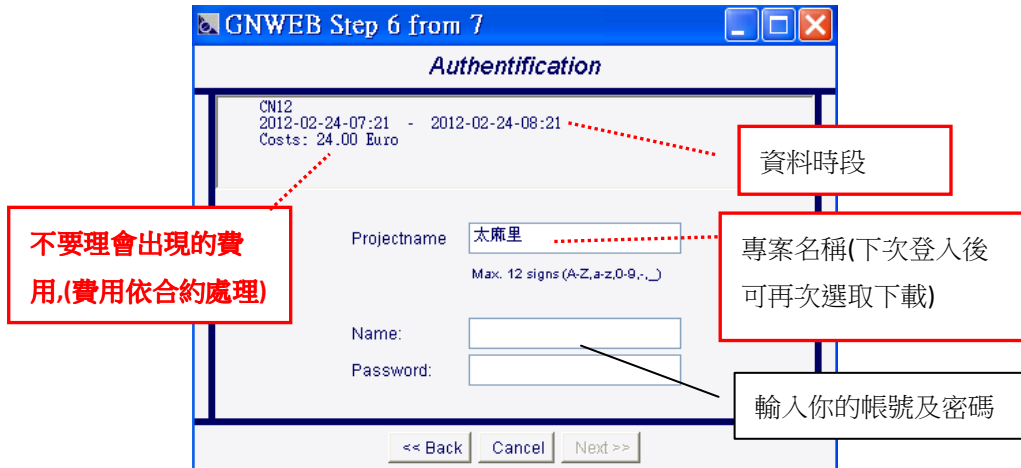 GNWEB Step 6 from 7
Authentification
CN12
2012-02-24-07:21 - 2012-02-24-08:21
Costs: 24.00 Euro
資料時段
不要理會出現的費
用,(費用依合約處理)
Projectname 太麻里
Max. 12 signs (A-Z,a-z,0-9,-,_)
專案名稱(下次登入後
可再次選取下載)
Name:
Password:
輸入你的帳號及密碼
<< Back Cancel Next >>